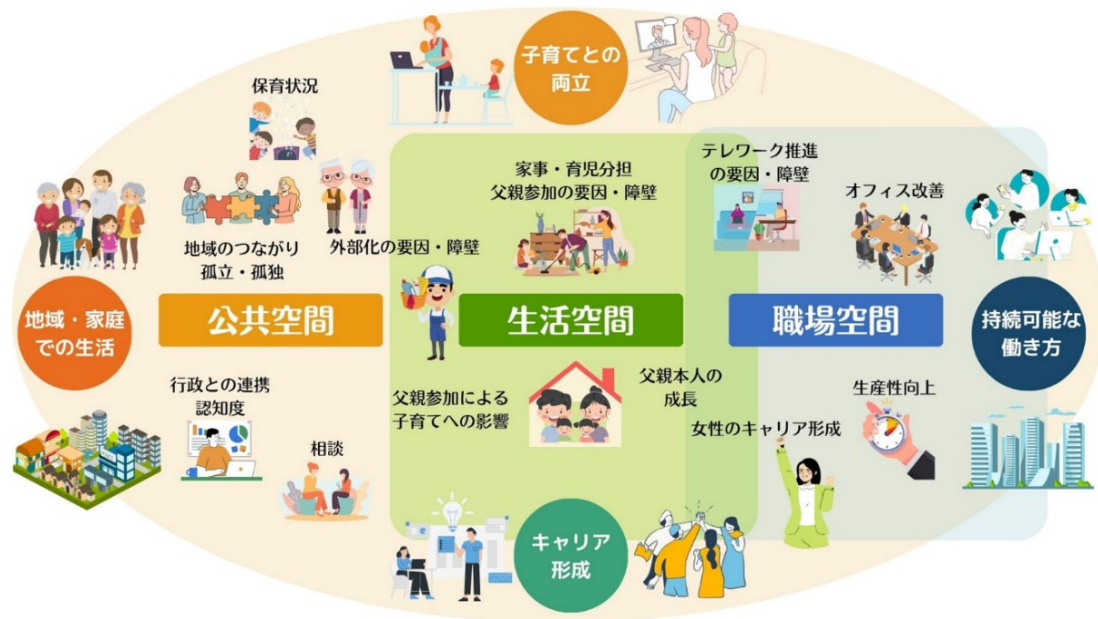 子育てとの
両立
保育状況
地域のつながり
孤立・孤独
外部化の要因・障壁
家事・育児分担
父親参加の要因・障壁
テレワーク推進
の要因・障壁
オフィス改善
地域・家庭
での生活
公共空間
生活空間
職場空間
持続可能な
働き方
行政との連携
認知度
相談
父親参加による
子育てへの影響
父親本人の
成長
女性のキャリア形成
生産性向上
キャリア
形成